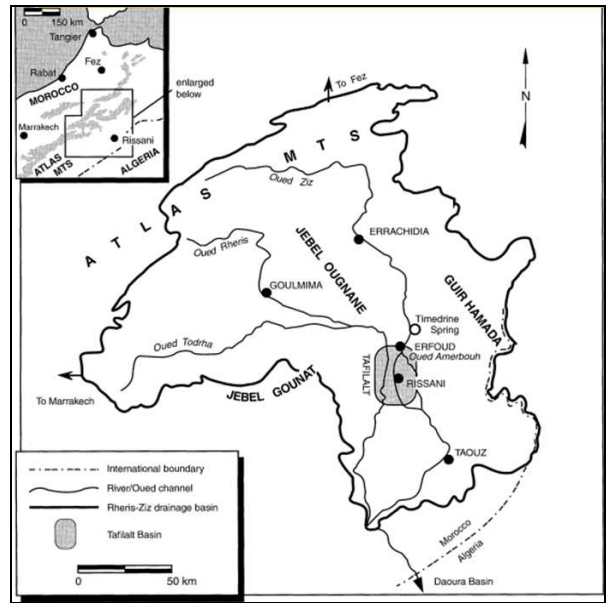 0 150 km
Tangier
Rabat
Fez
MOROCCO
enlarged
below
Marrakech
Rissani
ATLAS
MTS
ALGERIA
To Fez
N
ATLAS MTS
Oued Ziz
ERRACHIDIA
Oued Rheris
JEBEL OUGNANE
GOULMIMA
GUIR HAMADA
Timedrine
Spring
ERFOUD
Oued Amerbouh
Oued Todrha
TAFILALT
RISSANI
To Marrakech
JEBEL GOUNAT
TAOUZ
International boundary
River/Oued channel
Rheris-Ziz drainage basin
Tafilalt Basin
0 50 km
Morocco
Algeria
Daoura Basin